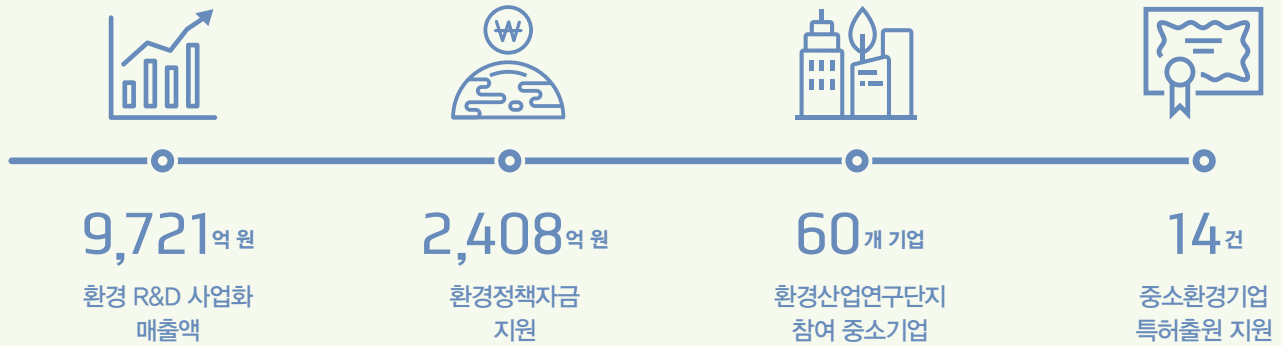 ₩
9,721억 원
환경 R&D 사업화
매출액
2,408억 원
환경정책자금
지원
60개 기업
환경산업연구단지
참여 중소기업
14건
중소환경기업
특허출원 지원